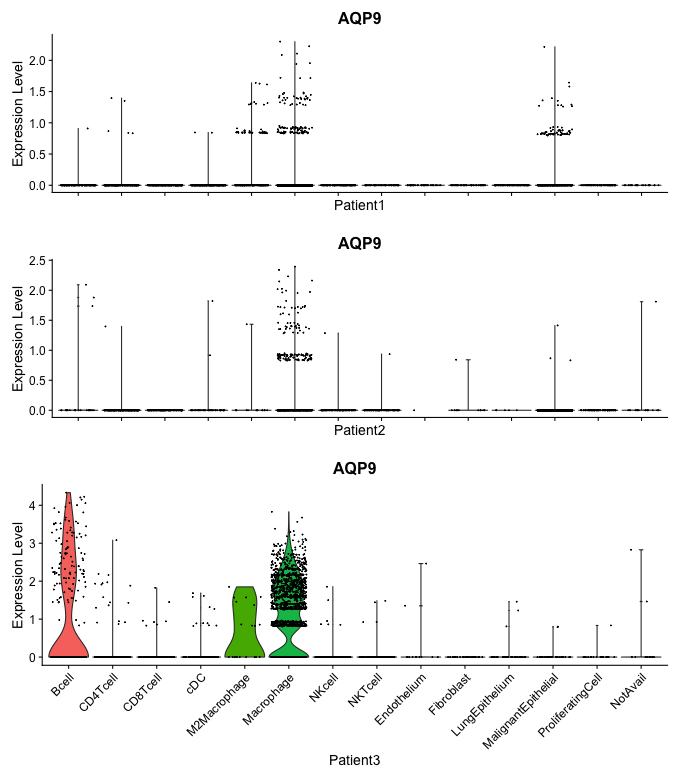 AQP9
Expression Level
2.0
1.5
1.0
0.5
0.0
Patient1
AQP9
Expression Level
2.5
2.0
1.5
1.0
0.5
0.0
Patient2
AQP9
Expression Level
4
3
2
1
0
Bcell
CD4Tcell
CD8Tcell
cDC
M2Macrophage
Macrophage
NKcell
NKTcell
Endothelium
Fibroblast
LungEpithelium
MalignantEpithelial
ProliferatingCell
NotAvail
Patient3